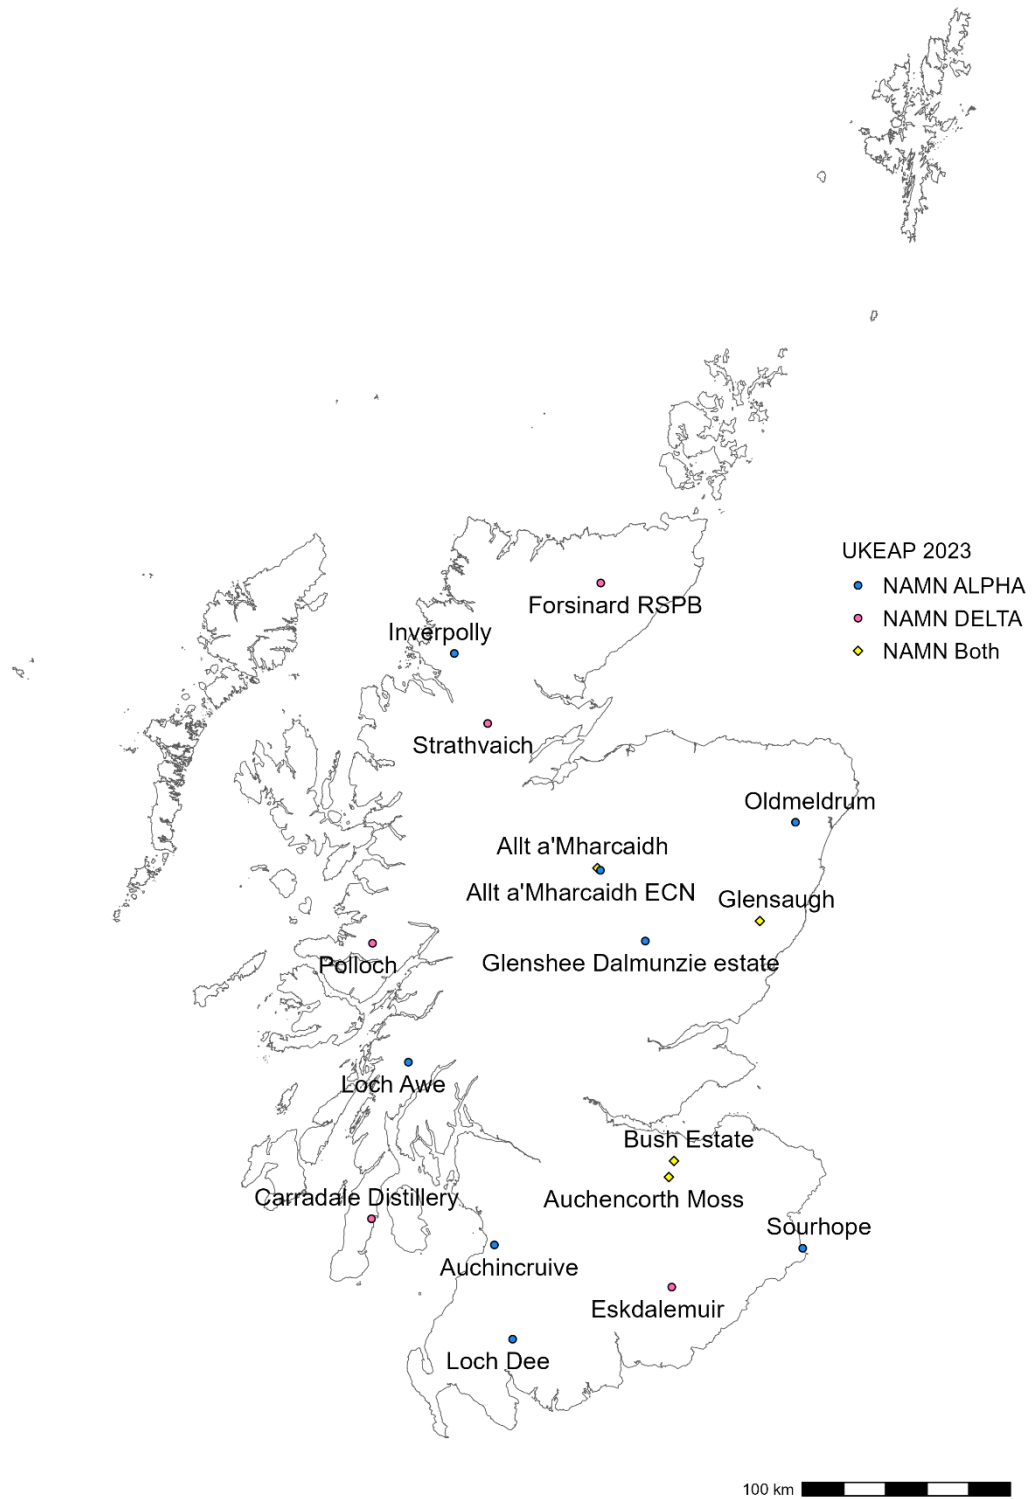 UKEAP 2023
NAMN ALPHA
NAMN DELTA
NAMN Both
Forsinard RSPB
Inverpolly
Strathvaich
Oldmeldrum
Allt a'Mharcaidh
Allt a'Mharcaidh ECN
Glensaugh
Glenshee Dalmunzie estate
Polloch
Loch Awe
Bush Estate
Auchencorth Moss
Carradale Distillery
Sourhope
Auchincruive
Eskdalemuir
Loch Dee
100 km